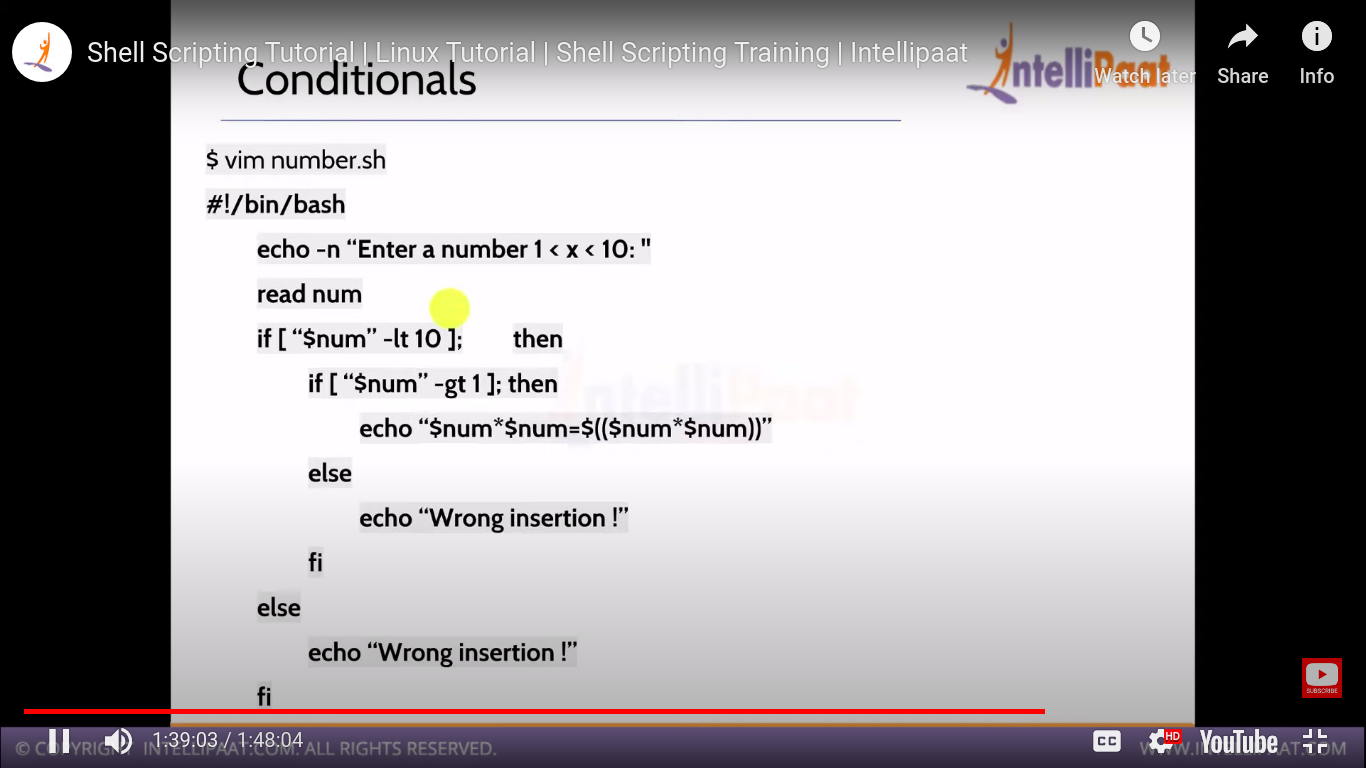 Shell Scripting Tutorial | Linux Tutorial | Shell Scripting Training | Intellipaat
Watch later
Share
Info
IntelliPaat
Conditionals
$ vim number.sh
#!/bin/bash
echo -n “Enter a number 1 < x < 10: "
read num
if [ “$num” -lt 10 ]; then
if [ “$num” -gt 1 ]; then
echo “$num*$num=$(($num*$num))”
else
echo “Wrong insertion !”
fi
else
echo “Wrong insertion !”
fi
IntelliPaat
SUBSCRIBE
1:39:03 / 1:48:04
CC
HD
YouTube
© COPYRIGHT INTELLIPAAT.COM. ALL RIGHTS RESERVED.
WWW.INTELLIPAAT.COM